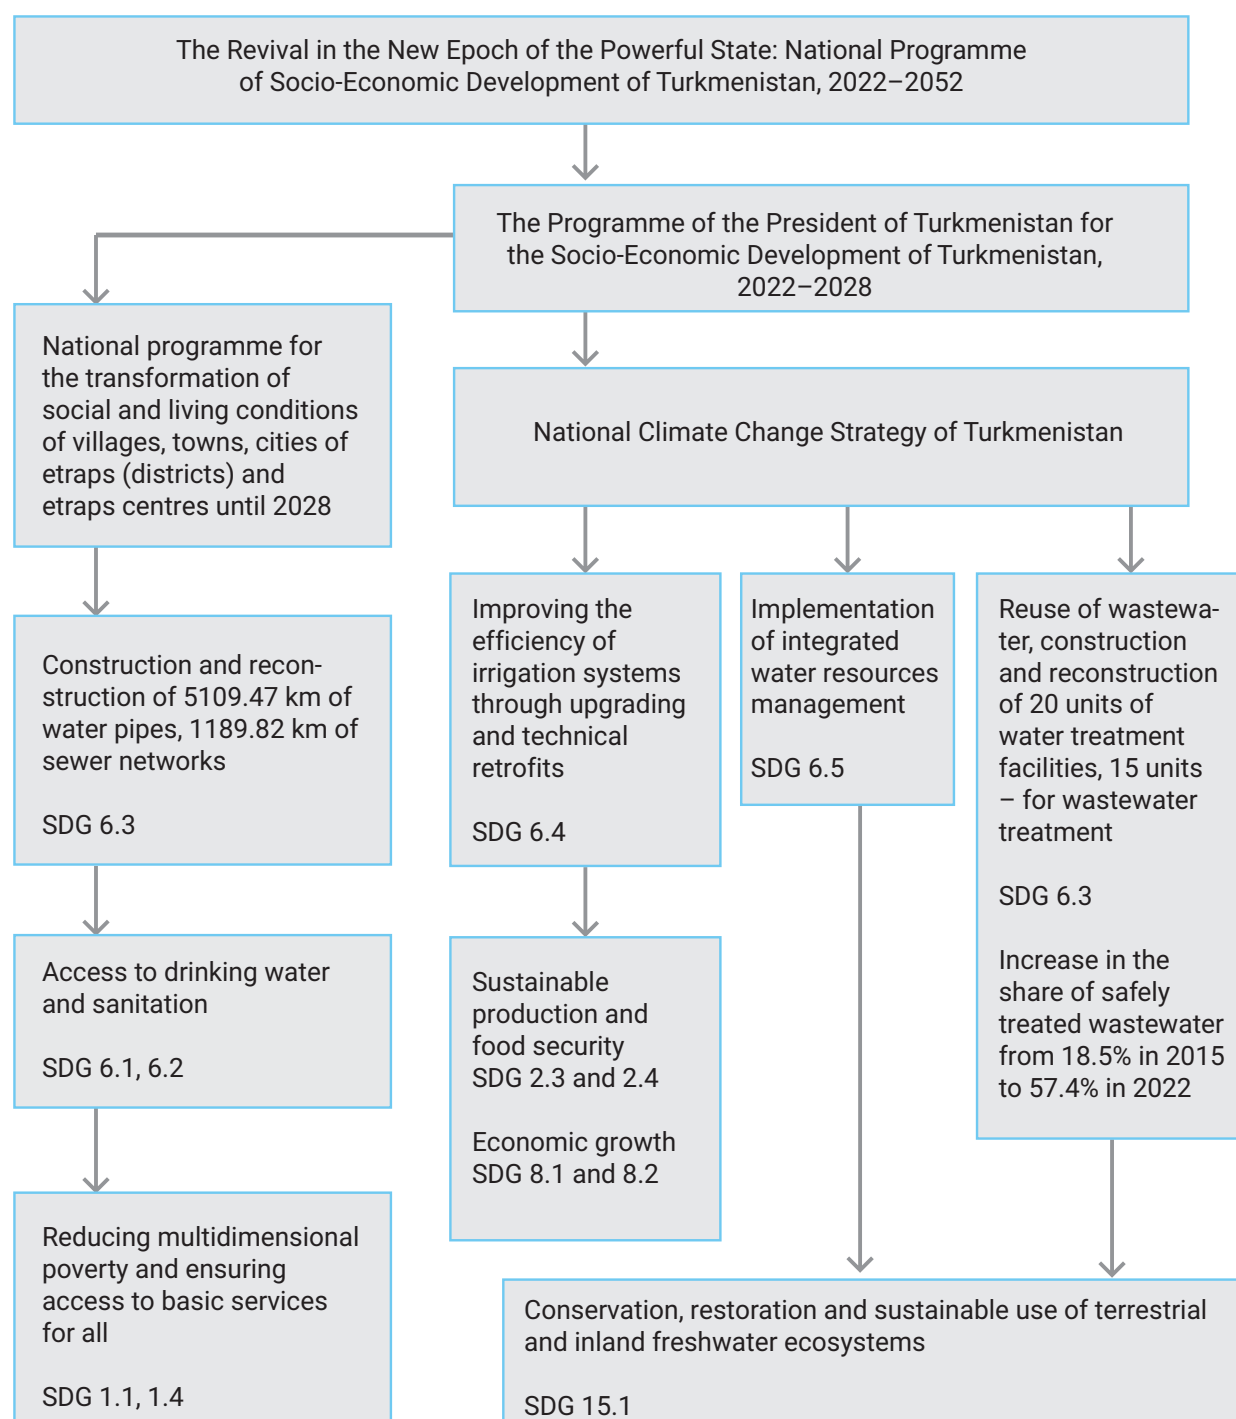 The Revival in the New Epoch of the Powerful State: National Programme
of Socio-Economic Development of Turkmenistan, 2022–2052
The Programme of the President of Turkmenistan for
the Socio-Economic Development of Turkmenistan,
2022–2028
National programme for
the transformation of
social and living conditions
of villages, towns, cities of
etraps (districts) and
etraps centres until 2028
National Climate Change Strategy of Turkmenistan
Construction and recon-
struction of 5109.47 km of
water pipes, 1189.82 km of
sewer networks
SDG 6.3
Improving the
efficiency of
irrigation systems
through upgrading
and technical
retrofits
SDG 6.4
Implementation
of integrated
water resources
management
SDG 6.5
Reuse of wastewa-
ter, construction
and reconstruction
of 20 units of
water treatment
facilities, 15 units
– for wastewater
treatment
SDG 6.3
Increase in the
share of safely
treated wastewater
from 18.5% in 2015
to 57.4% in 2022
Access to drinking water
and sanitation
SDG 6.1, 6.2
Sustainable
production and
food security
SDG 2.3 and 2.4
Economic growth
SDG 8.1 and 8.2
Reducing multidimensional
poverty and ensuring
access to basic services
for all
SDG 1.1, 1.4
Conservation, restoration and sustainable use of terrestrial
and inland freshwater ecosystems
SDG 15.1